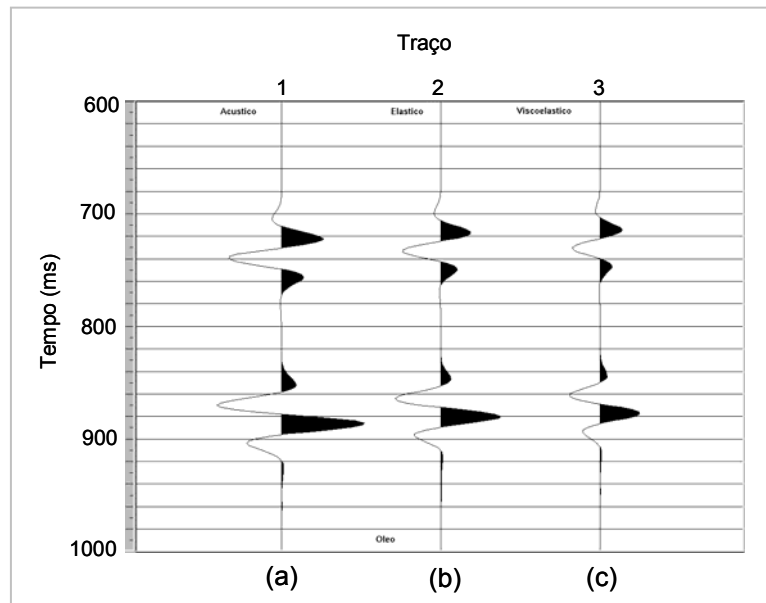 Traço
1 2 3
600
Acustico Elastico Viscoelastico
700
Tempo (ms)
800
900
Oleo
1000
(a) (b) (c)